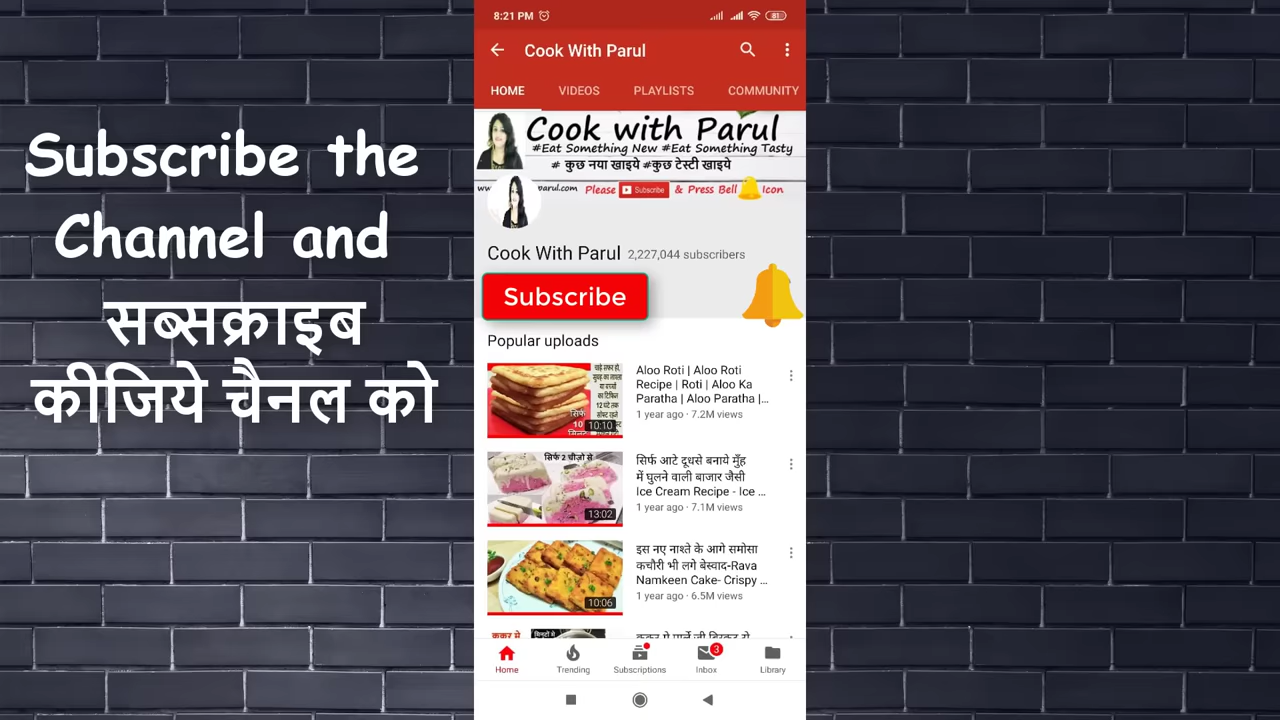 Subscribe the
Channel and
सब्सक्राइब
कीजिये चैनल को
8:21 PM
81
Cook With Parul
HOME VIDEOS PLAYLISTS COMMUNITY
Cook with Parul
#Eat Something New #Eat Something Tasty
# कुछ नया खाइये #कुछ टेस्टी खाइये
Please Subscribe & Press Bell Icon
Cook With Parul 2,227,044 subscribers
Subscribe
Popular uploads
Aloo Roti | Aloo Roti
Recipe | Roti | Aloo Ka
Paratha | Aloo Paratha |...
1 year ago · 7.2M views
सिर्फ
10
10:10
सिर्फ आटे दूधसे बनाये मुँह
में घुलने वाली बाजार जैसी
Ice Cream Recipe - Ice ...
1 year ago · 7.1M views
सिर्फ 2 चीज़ो से
13:02
इस नए नाश्ते के आगे समोसा
कचौरी भी लगे बेस्वाद-Rava
Namkeen Cake- Crispy ...
1 year ago · 6.5M views
10:06
3
Home Trending Subscriptions Inbox Library